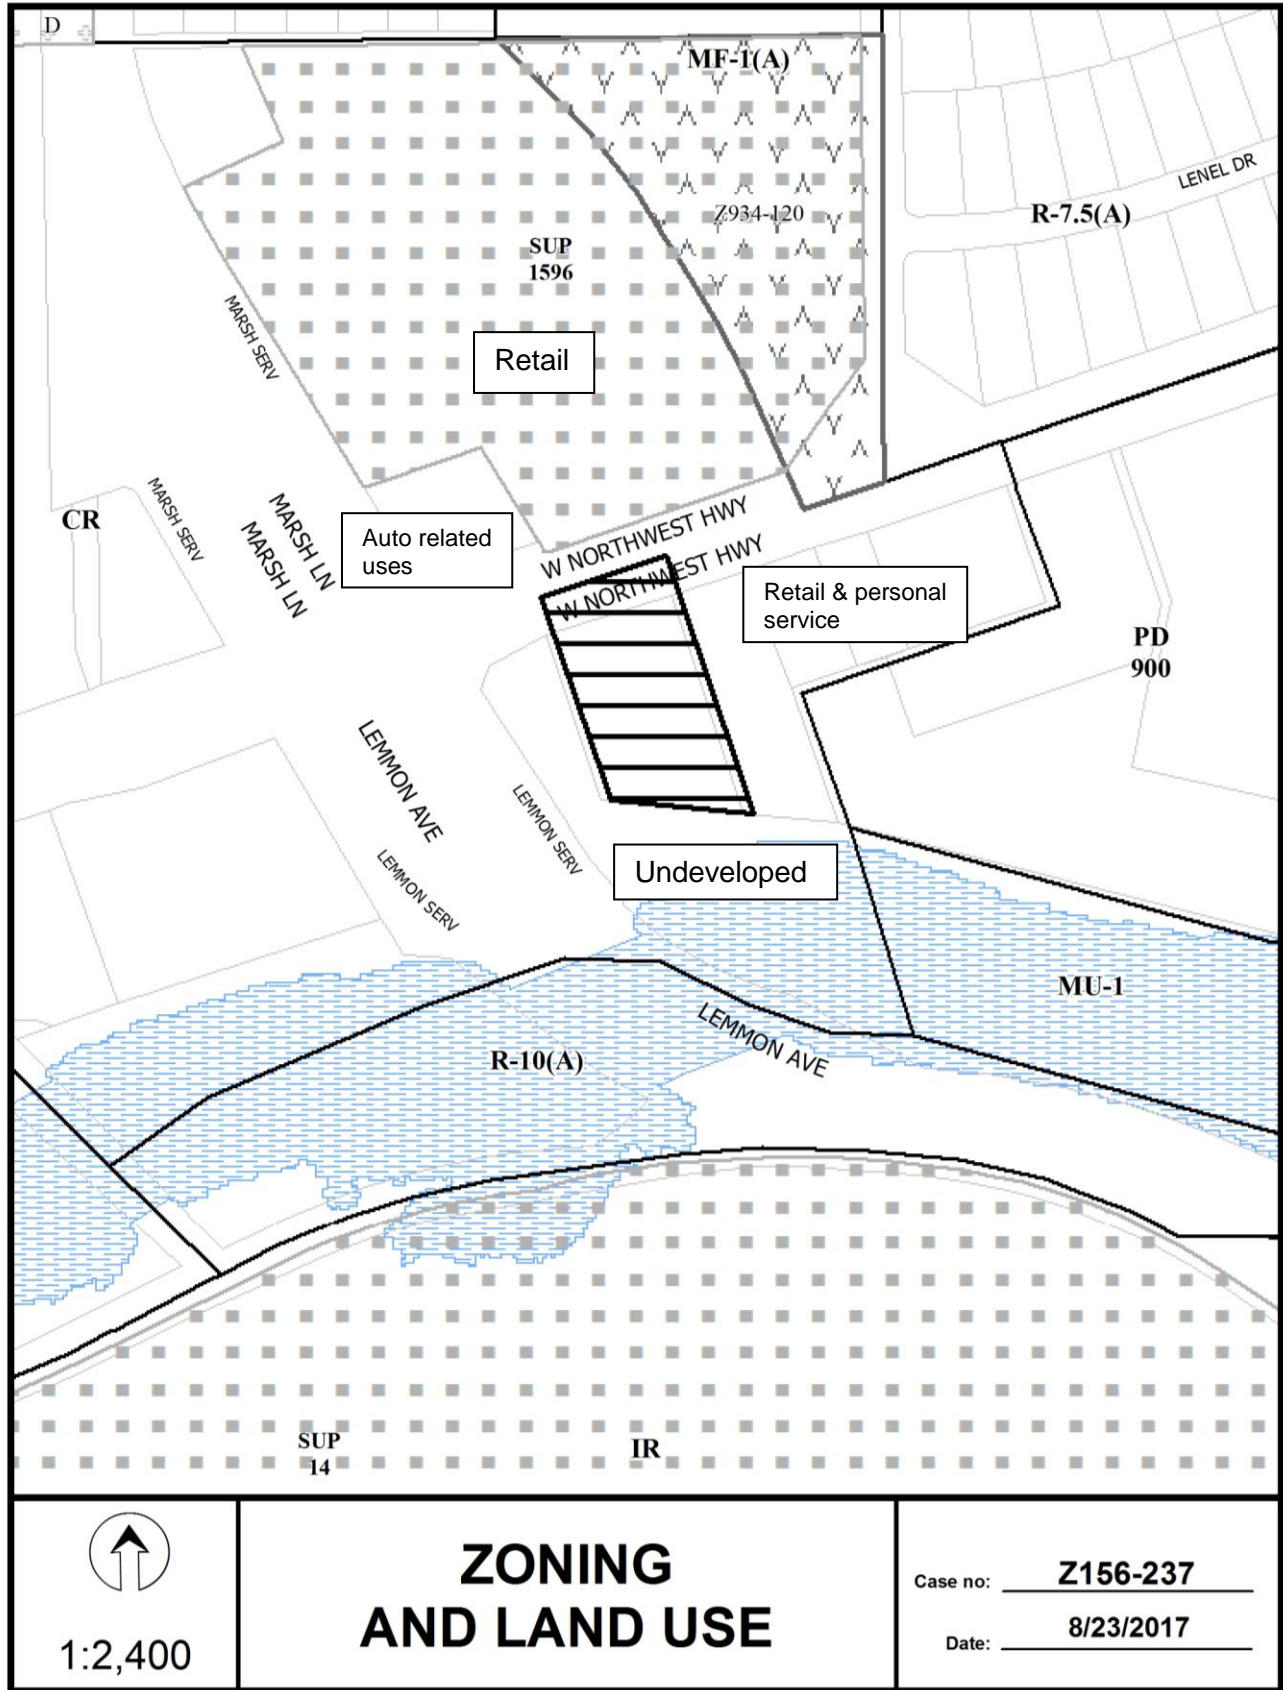 D
MF-1(A)
LENEL DR
Z934-120
R-7.5(A)
SUP
1596
MARSH SERV
Retail
MARSH SERV
CR
MARSH LN
MARSH LN
Auto related
uses
W NORTHWEST HWY
W NORTHWEST HWY
Retail & personal
service
PD
900
LEMMON AVE
LEMMON SERV
LEMMON SERV
Undeveloped
MU-1
LEMMON AVE
R-10(A)
SUP
14
IR
1:2,400
ZONING
AND LAND USE
Case no: Z156-237
Date: 8/23/2017